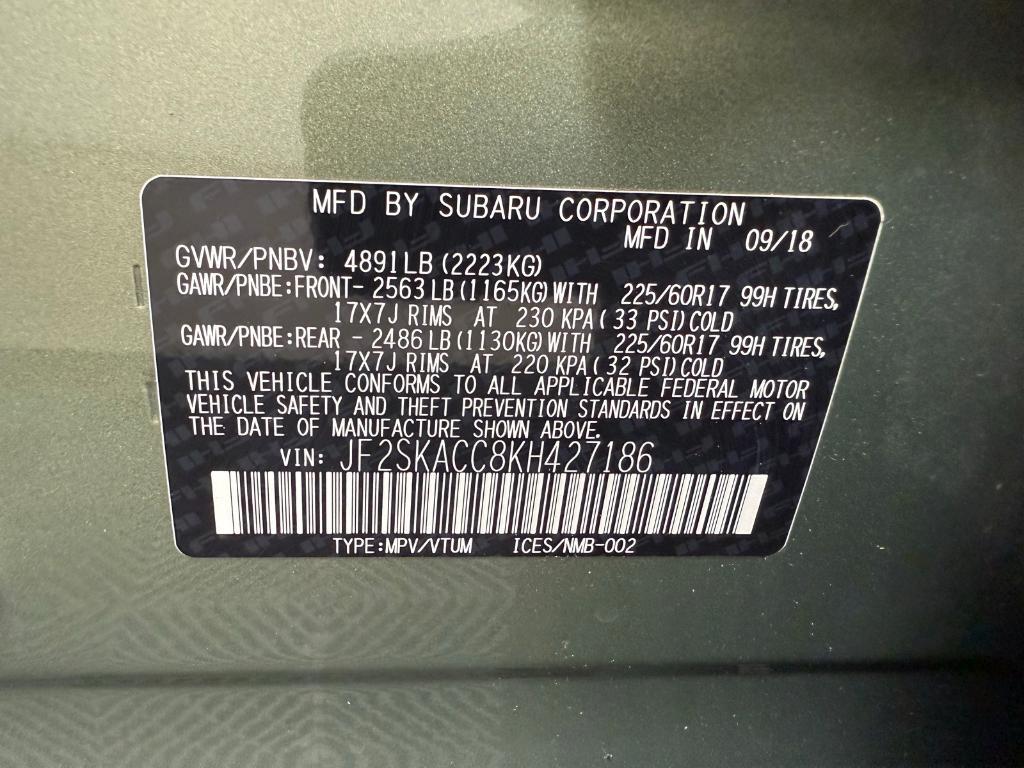 MFD BY SUBARU CORPORATION
MFD IN 09/18
GVWR/PNBV: 4891LB (2223KG)
GAWR/PNBE:FRONT- 2563 LB (1165KG) WITH 225/60R17 99H TIRES,
17X7J RIMS AT 230 KPA ( 33 PSI) COLD
GAWR/PNBE:REAR - 2486 LB (1130KG) WITH 225/60R17 99H TIRES,
17X7J RIMS AT 220 KPA ( 32 PSI) COLD
THIS VEHICLE CONFORMS TO ALL APPLICABLE FEDERAL MOTOR
VEHICLE SAFETY AND THEFT PREVENTION STANDARDS IN EFFECT ON
THE DATE OF MANUFACTURE SHOWN ABOVE.
VIN: JF2SKACC8KH427186
TYPE:MPV/VTUM ICES/NMB-002